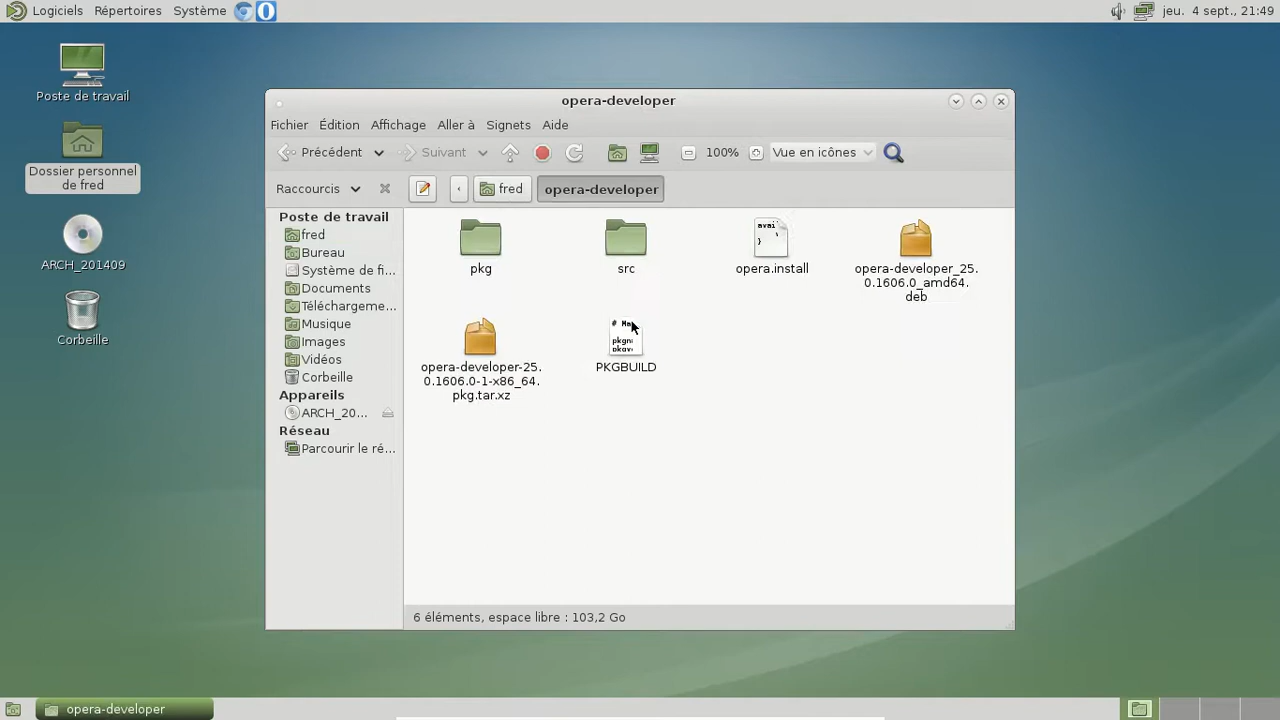 Logiciels Répertoires Système jeu. 4 sept., 21:49
Poste de travail
Dossier personnel
de fred
ARCH_201409
Corbeille
opera-developer
Fichier Édition Affichage Aller à Signets Aide
Précédent Suivant 100% Vue en icônes
Raccourcis fred opera-developer
Poste de travail
fred
Bureau
Système de fi...
Documents
Téléchargeme...
Musique
Images
Vidéos
Corbeille
Appareils
ARCH_20...
Réseau
Parcourir le ré...
pkg
src
opera.install
opera-developer_25.
0.1606.0_amd64.
deb
opera-developer-25.
0.1606.0-1-x86_64.
pkg.tar.xz
PKGBUILD
6 éléments, espace libre : 103,2 Go
opera-developer